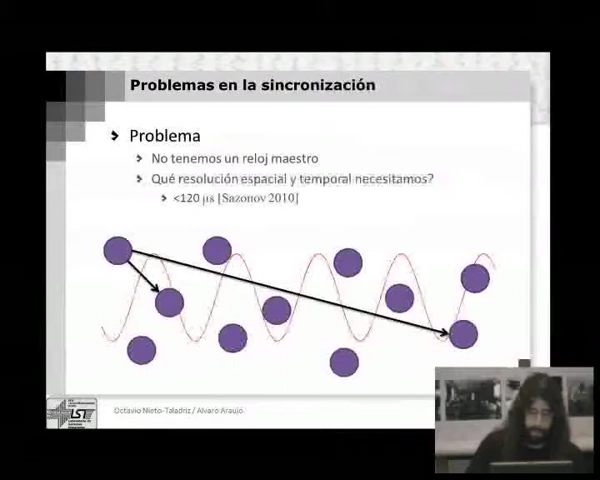 Problemas en la sincronización
Problema
No tenemos un reloj maestro
Qué resolución espacial y temporal necesitamos?
<120 μs [Sazonov 2010]
LSI
Octavio Nieto-Taladriz / Alvaro Araujo